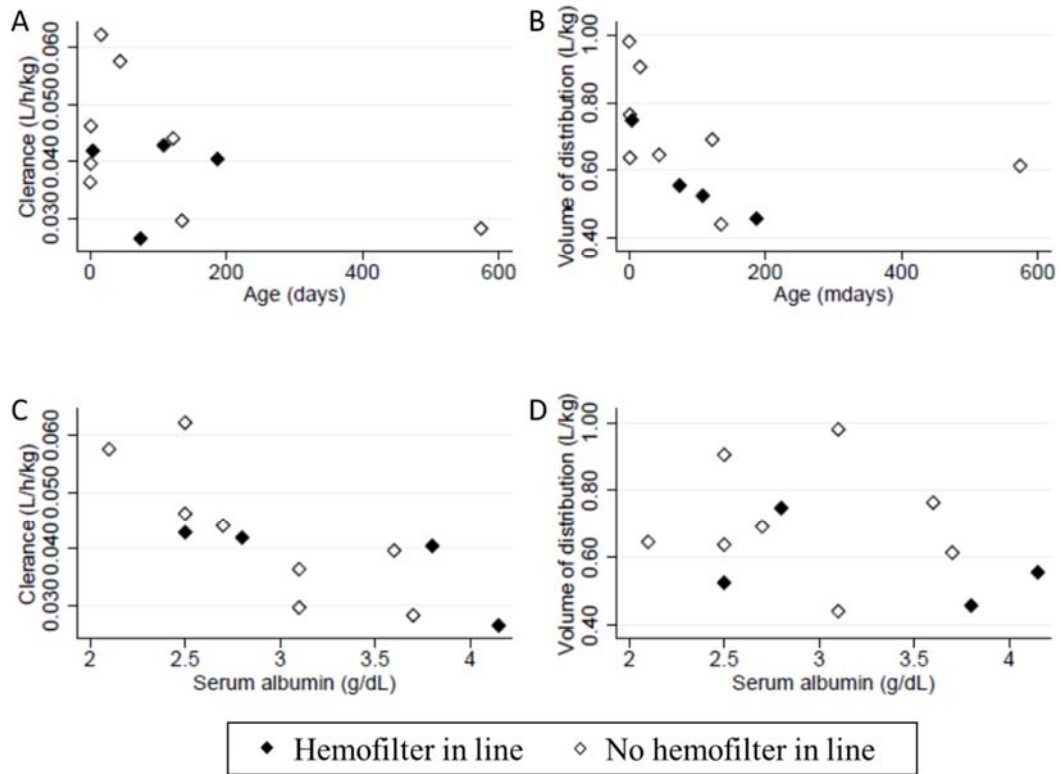 A
Clerance (L/h/kg)
0.030 0.040 0.050 0.060
0 200 400 600
Age (days)
B
Volume of distribution (L/kg)
0.40 0.60 0.80 1.00
0 200 400 600
Age (mdays)
C
Clerance (L/h/kg)
0.030 0.040 0.050 0.060
2 2.5 3 3.5 4
Serum albumin (g/dL)
D
Volume of distribution (L/kg)
0.40 0.60 0.80 1.00
2 2.5 3 3.5 4
Serum albumin (g/dL)
Hemofilter in line No hemofilter in line